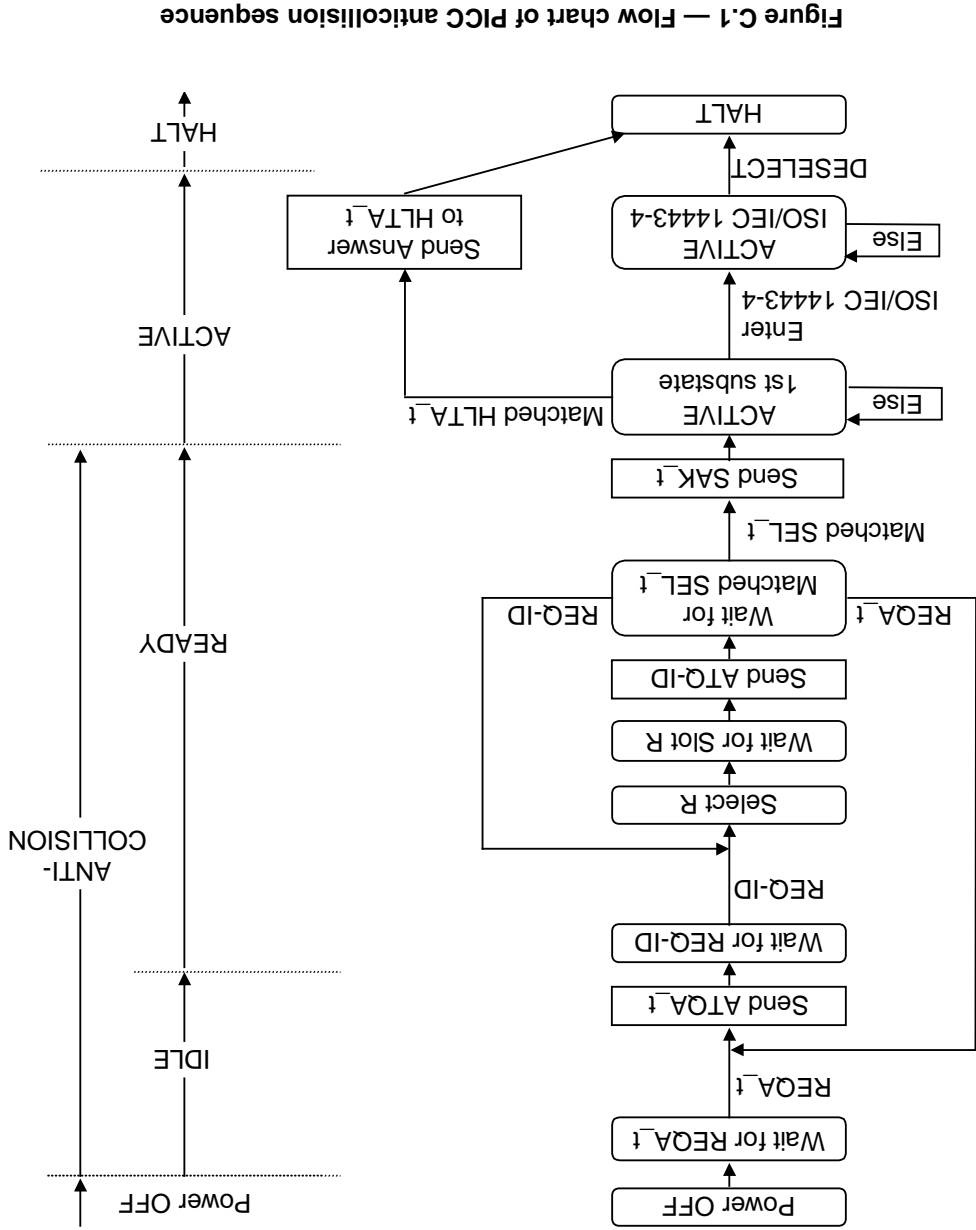 Power OFF
Wait for REQA_t
REQA_t
Send ATQA_t
Wait for REQ-ID
REQ-ID
Select R
Wait for Slot R
Send ATQ-ID
Wait for
Matched SEL_t
REQA_t
REQ-ID
Matched SEL_t
Send SAK_t
ACTIVE
1st substate
Else
Matched HLTA_t
Enter
ISO/IEC 14443-4
ACTIVE
ISO/IEC 14443-4
Else
Send Answer
to HLTA_t
DESELECT
HALT
Power OFF
IDLE
ANTI-
COLLISION
READY
ACTIVE
HALT
Figure C.1 — Flow chart of PICC anticollision sequence